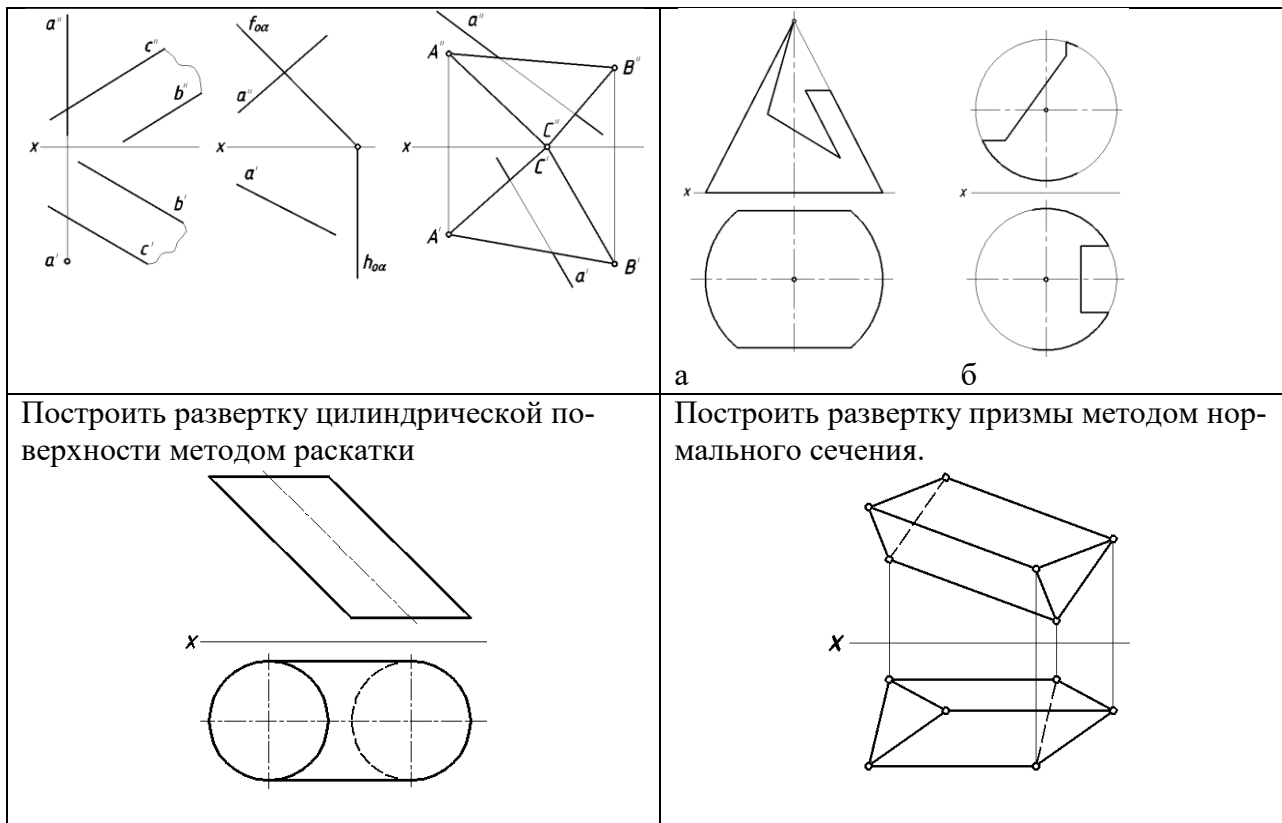 a'' c'' b'' x b' c' a'
f₀α a'' a' h₀α
a'' A'' B'' x C'' C' A' B' a'
x
x
а б
Построить развертку цилиндрической по-
верхности методом раскатки
x
Построить развертку призмы методом нор-
мального сечения.
x